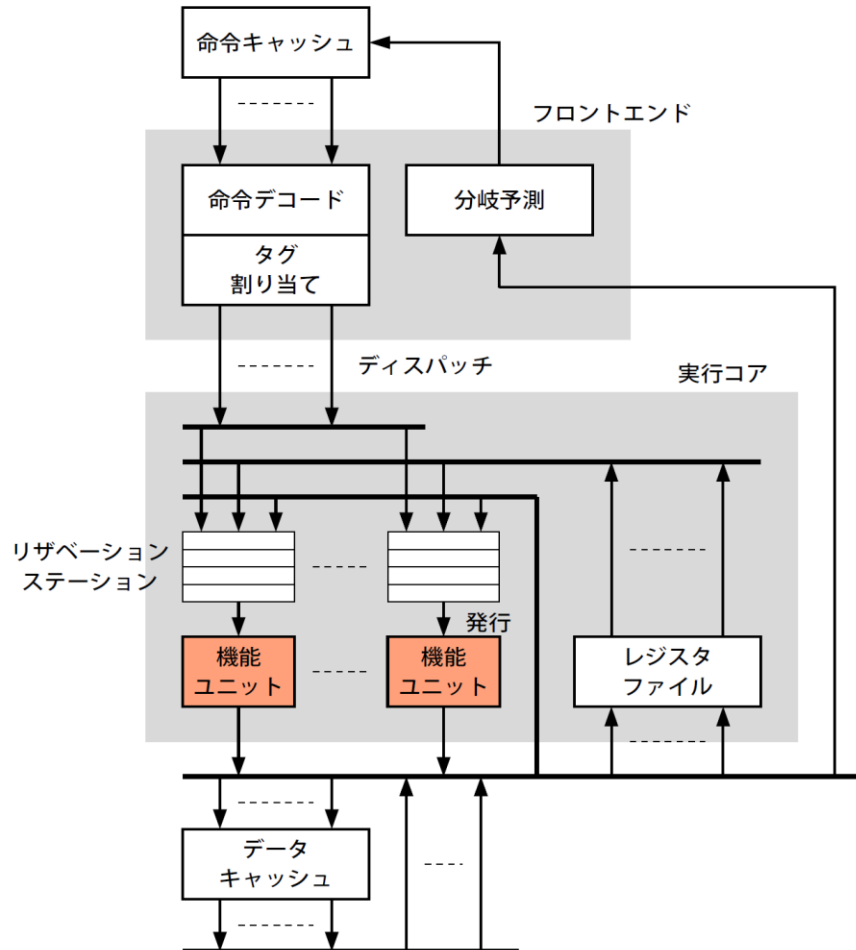 命令キャッシュ
フロントエンド
命令デコード
分岐予測
タグ
割り当て
ディスパッチ
実行コア
リザベーション
ステーション
発行
機能
ユニット
機能
ユニット
レジスタ
ファイル
データ
キャッシュ